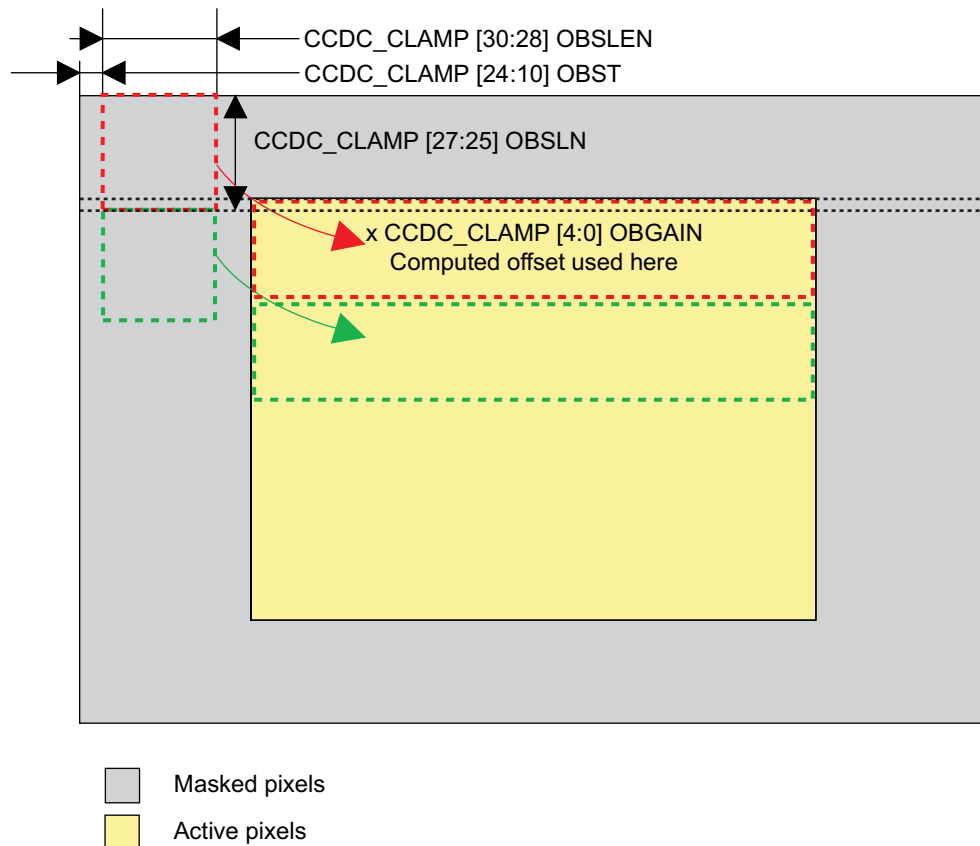 CCDC_CLAMP [30:28] OBSLEN
CCDC_CLAMP [24:10] OBST
CCDC_CLAMP [27:25] OBSLN
x CCDC_CLAMP [4:0] OBGAIN
Computed offset used here
Masked pixels
Active pixels